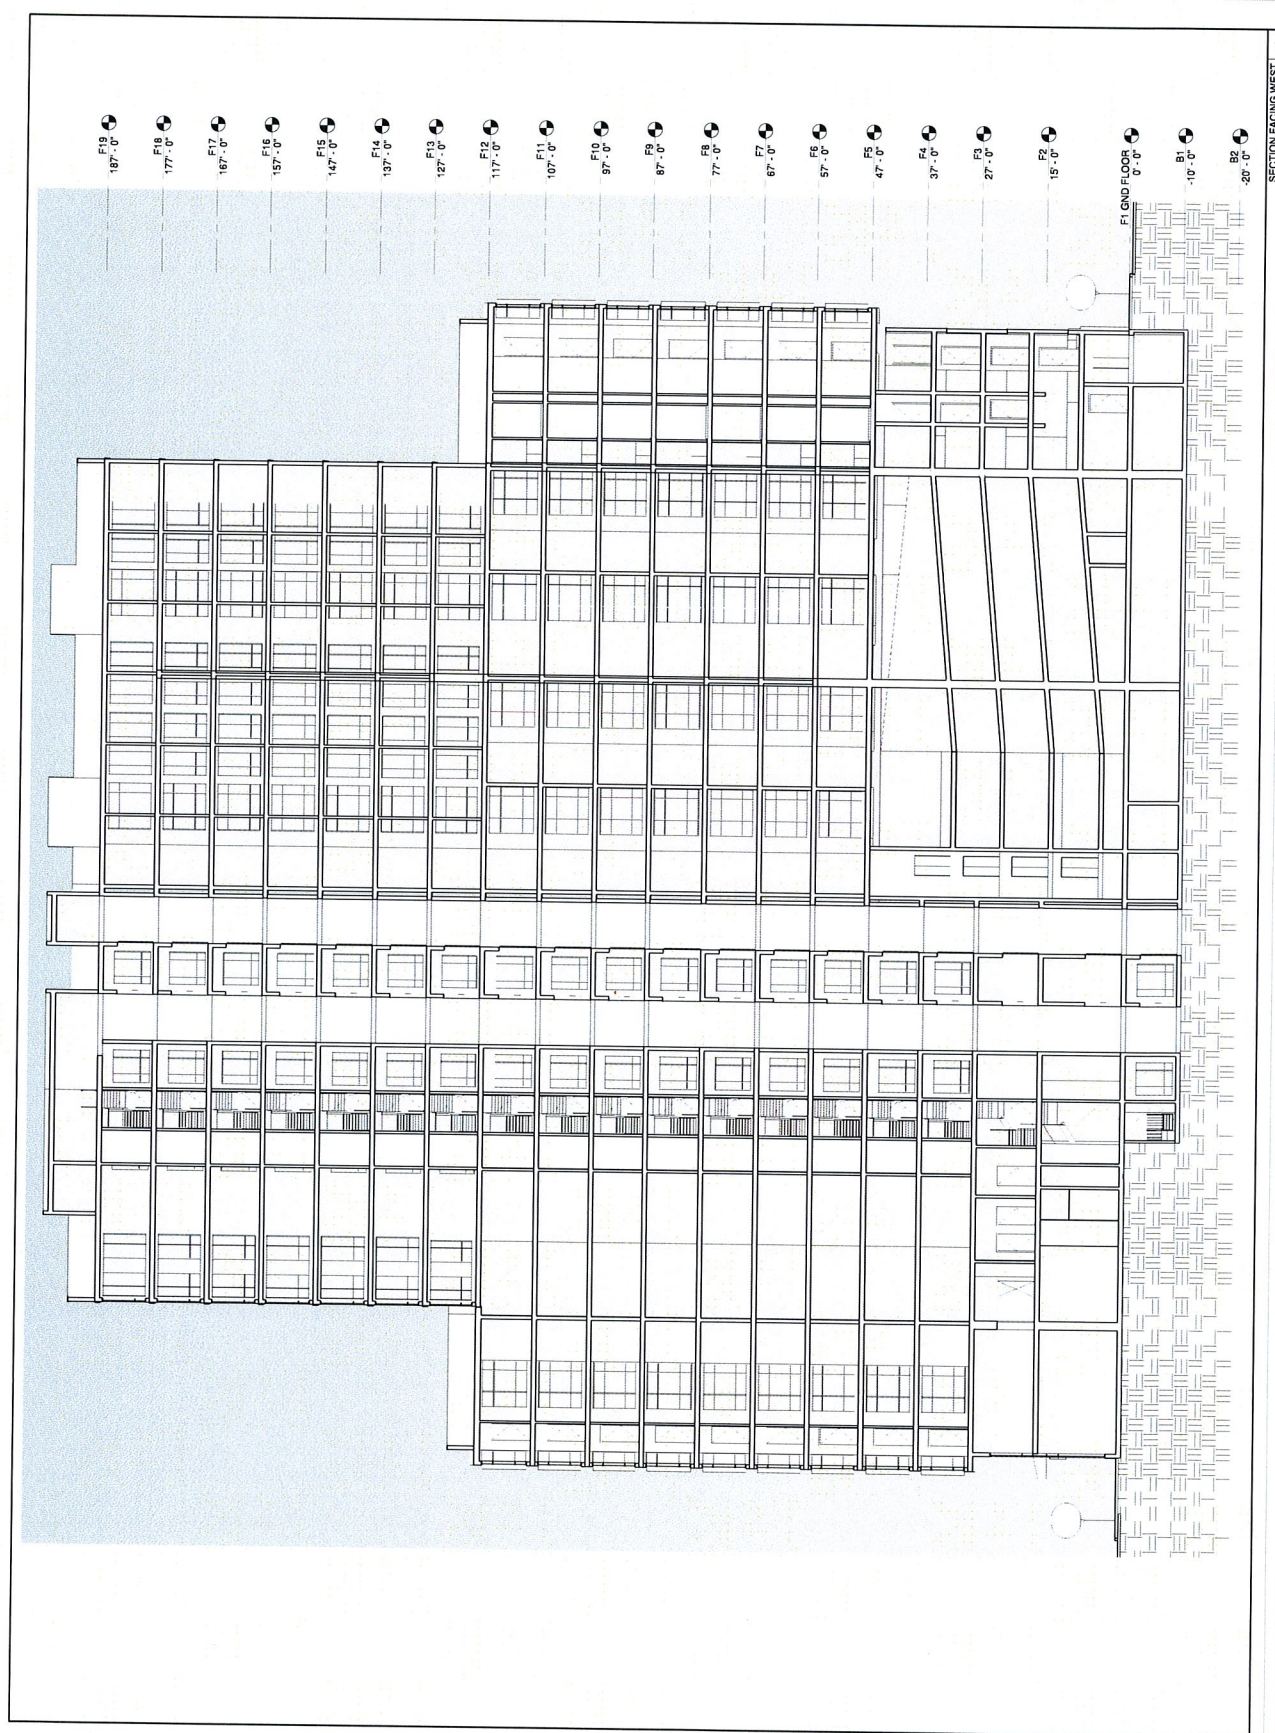 F19
187' - 0"
F18
177' - 0"
F17
167' - 0"
F16
157' - 0"
F15
147' - 0"
F14
137' - 0"
F13
127' - 0"
F12
117' - 0"
F11
107' - 0"
F10
97' - 0"
F9
87' - 0"
F8
77' - 0"
F7
67' - 0"
F6
57' - 0"
F5
47' - 0"
F4
37' - 0"
F3
27' - 0"
F2
15' - 0"
F1 GND FLOOR
0' - 0"
B1
-10' - 0"
B2
-20' - 0"
SECTION FACING WEST